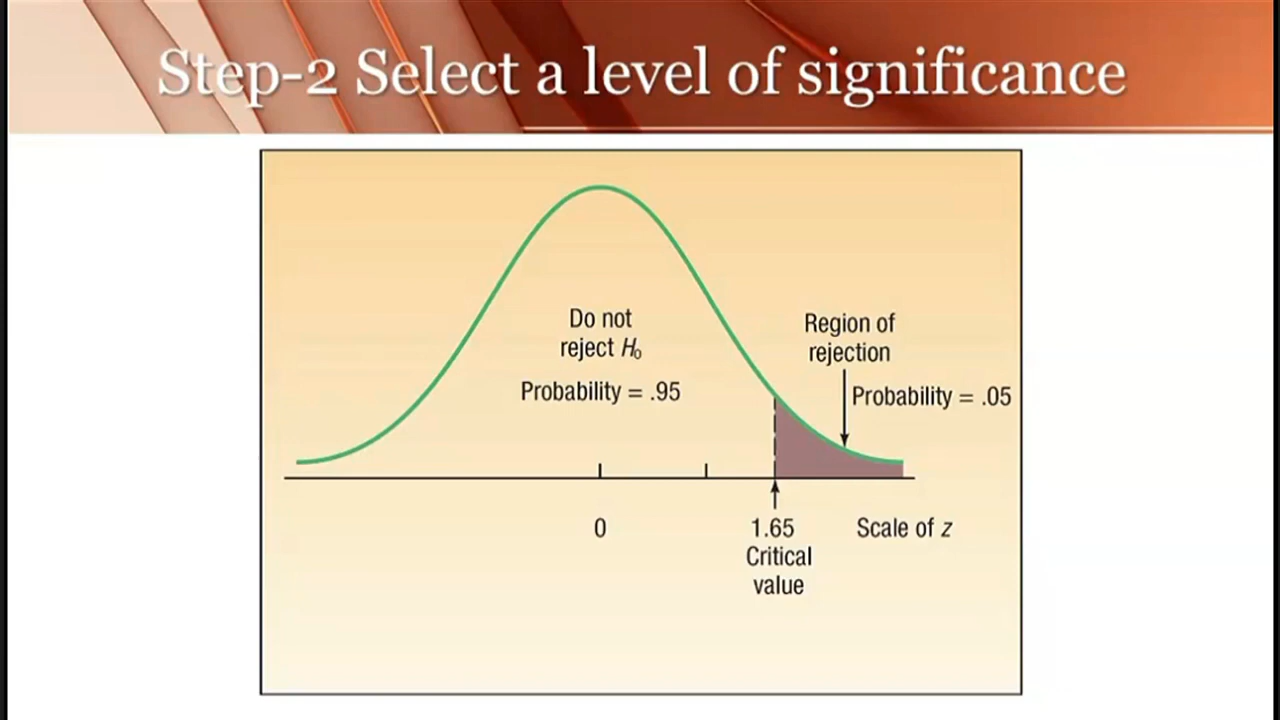 Step-2 Select a level of significance
Do not
reject H₀
Probability = .95
Region of
rejection
Probability = .05
0
1.65
Critical
value
Scale of z